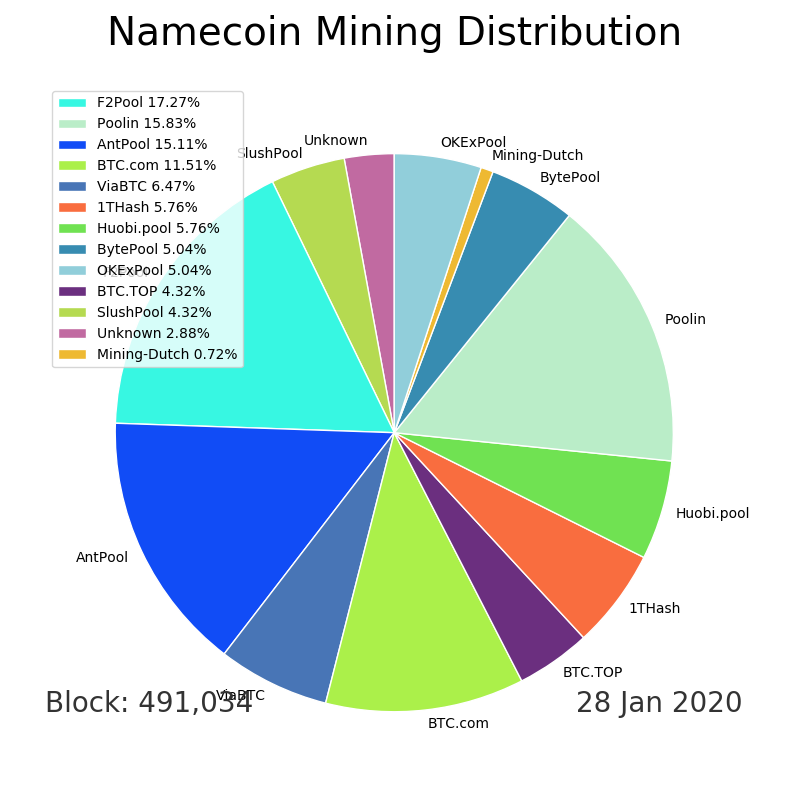 Namecoin Mining Distribution
F2Pool 17.27%
Poolin 15.83%
AntPool 15.11%
BTC.com 11.51%
ViaBTC 6.47%
1THash 5.76%
Huobi.pool 5.76%
BytePool 5.04%
OKExPool 5.04%
BTC.TOP 4.32%
SlushPool 4.32%
Unknown 2.88%
Mining-Dutch 0.72%
SlushPool
Unknown
OKExPool
Mining-Dutch
BytePool
Poolin
Huobi.pool
1THash
BTC.TOP
BTC.com
ViaBTC
AntPool
Block: 491,034
28 Jan 2020